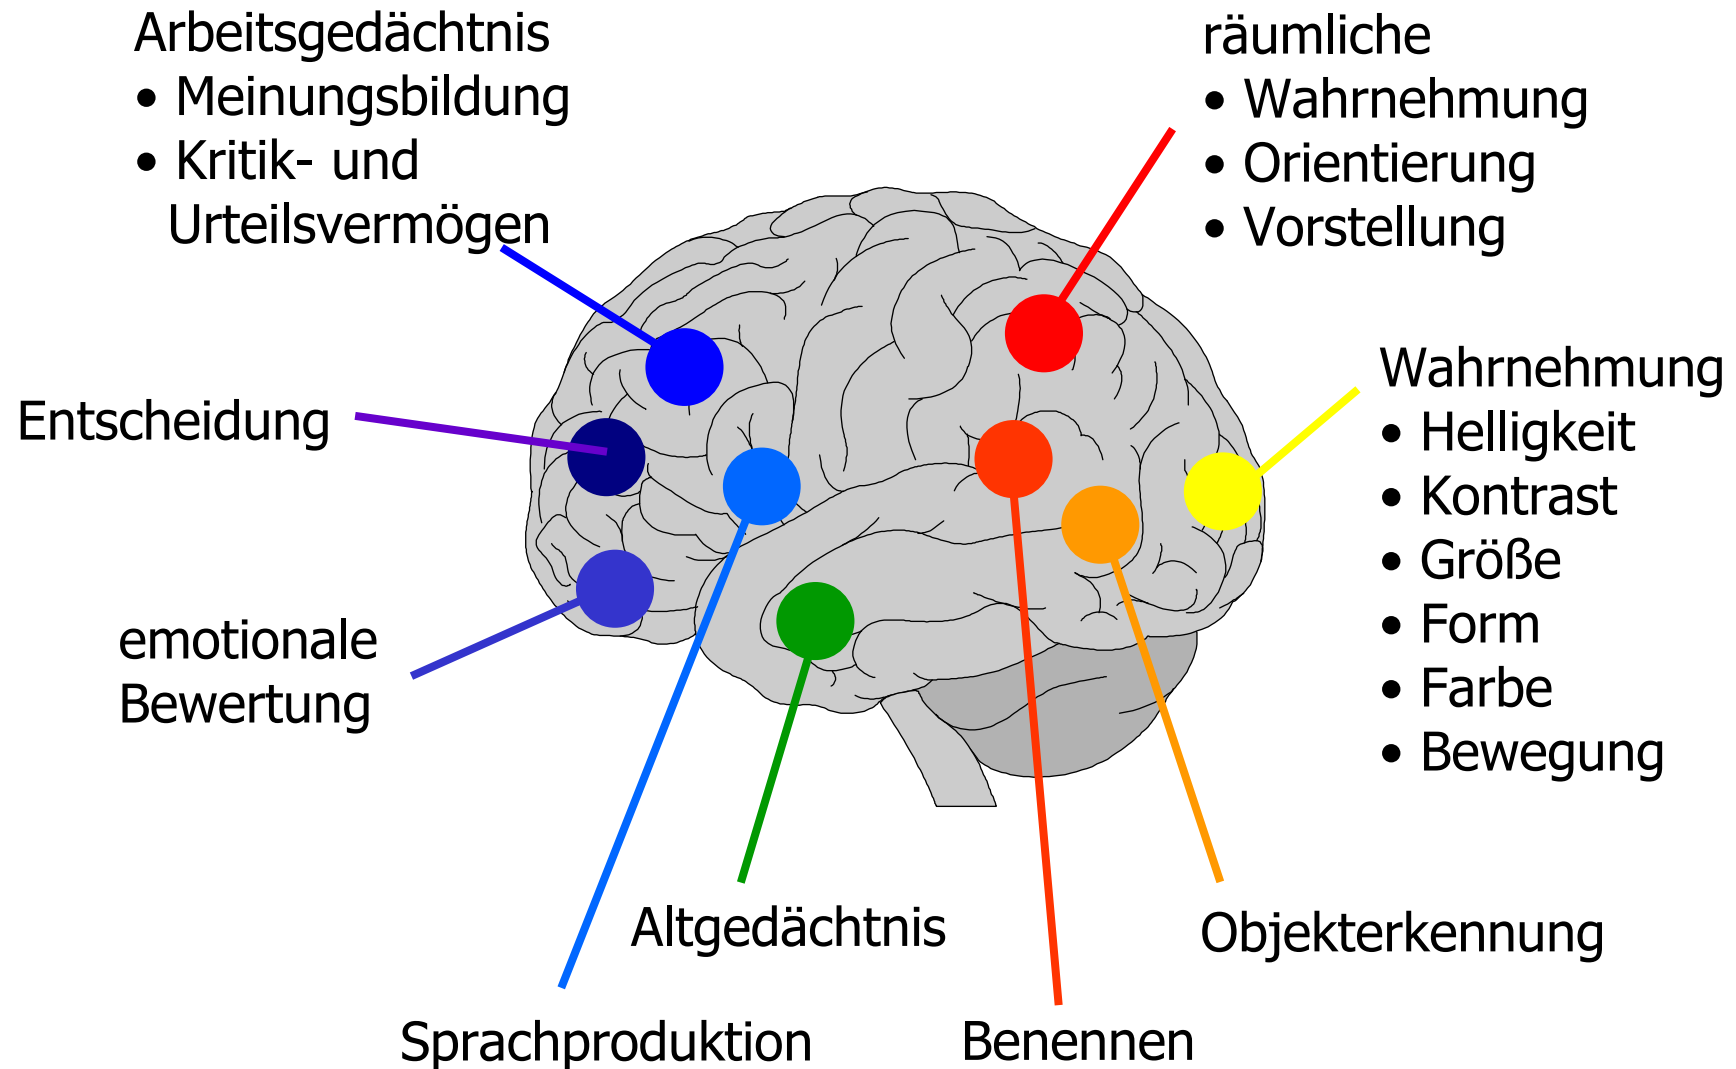 Arbeitsgedächtnis
• Meinungsbildung
• Kritik- und
Urteilsvermögen
räumliche
• Wahrnehmung
• Orientierung
• Vorstellung
Entscheidung
Wahrnehmung
• Helligkeit
• Kontrast
• Größe
• Form
• Farbe
• Bewegung
emotionale
Bewertung
Altgedächtnis
Objekterkennung
Sprachproduktion
Benennen